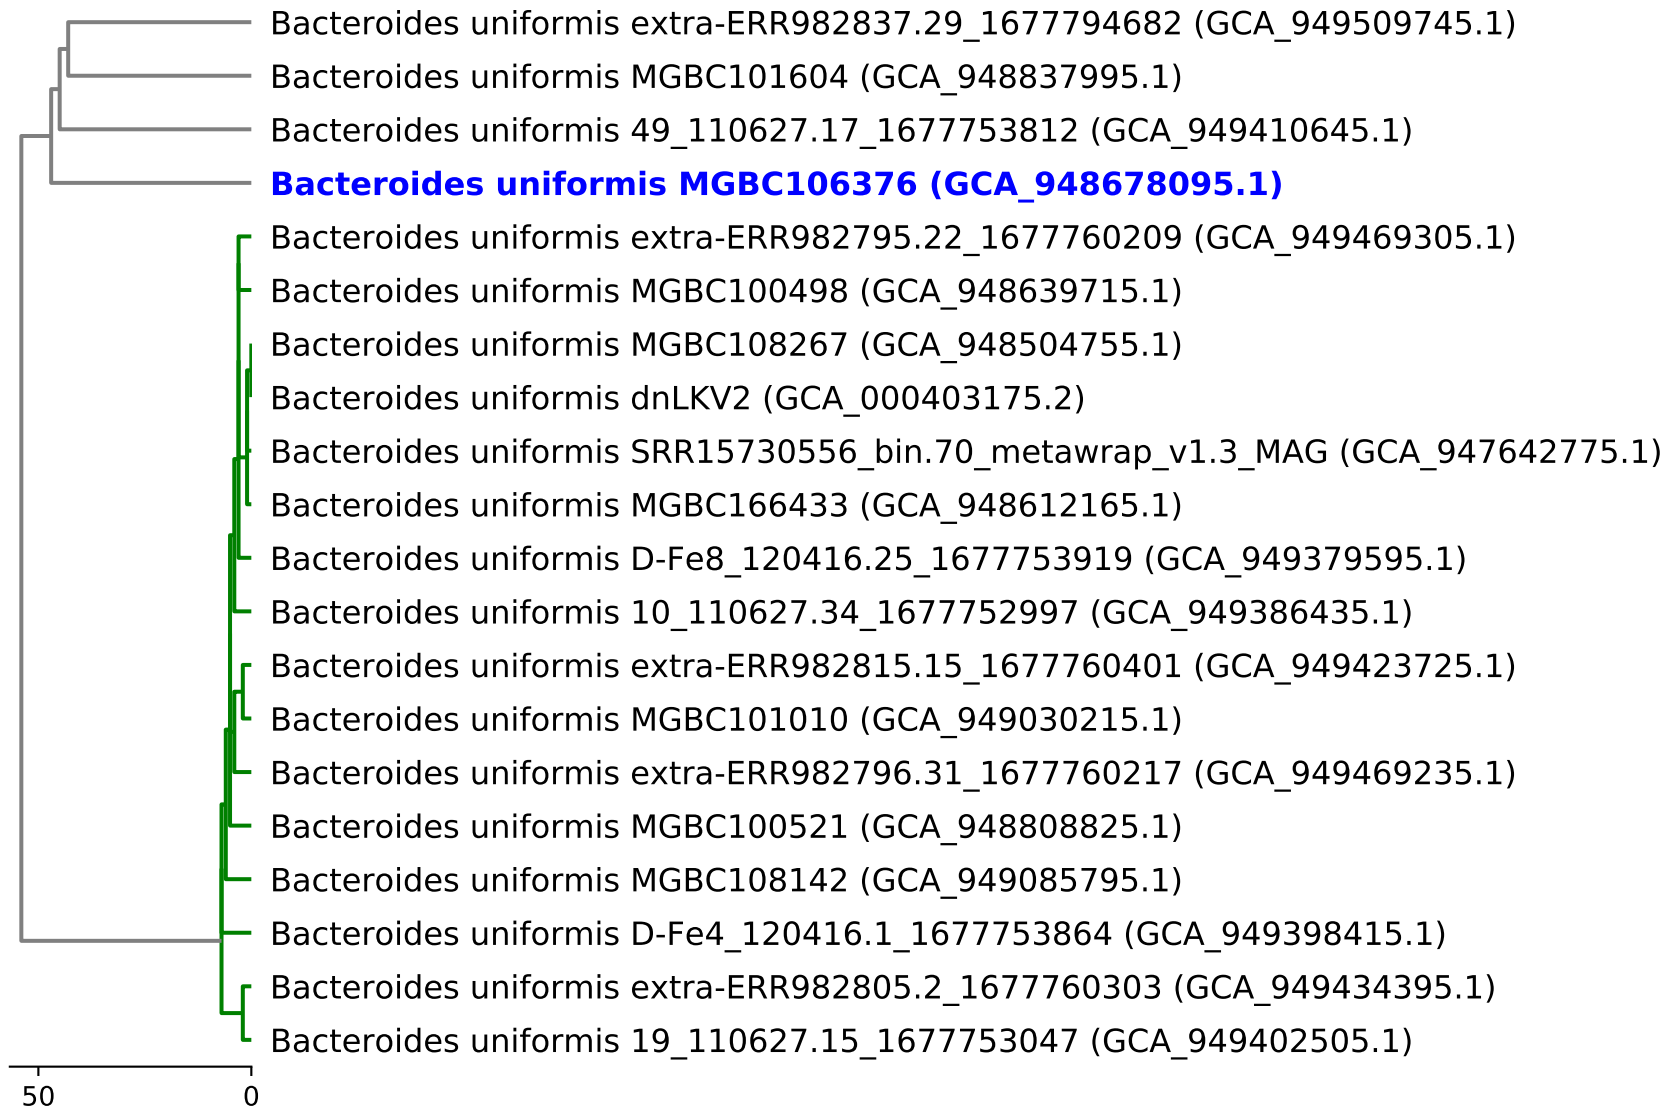 Bacteroides uniformis extra-ERR982837.29_1677794682 (GCA_949509745.1)
Bacteroides uniformis MGBC101604 (GCA_948837995.1)
Bacteroides uniformis 49_110627.17_1677753812 (GCA_949410645.1)
Bacteroides uniformis MGBC106376 (GCA_948678095.1)
Bacteroides uniformis extra-ERR982795.22_1677760209 (GCA_949469305.1)
Bacteroides uniformis MGBC100498 (GCA_948639715.1)
Bacteroides uniformis MGBC108267 (GCA_948504755.1)
Bacteroides uniformis dnLKV2 (GCA_000403175.2)
Bacteroides uniformis SRR15730556_bin.70_metawrap_v1.3_MAG (GCA_947642775.1)
Bacteroides uniformis MGBC166433 (GCA_948612165.1)
Bacteroides uniformis D-Fe8_120416.25_1677753919 (GCA_949379595.1)
Bacteroides uniformis 10_110627.34_1677752997 (GCA_949386435.1)
Bacteroides uniformis extra-ERR982815.15_1677760401 (GCA_949423725.1)
Bacteroides uniformis MGBC101010 (GCA_949030215.1)
Bacteroides uniformis extra-ERR982796.31_1677760217 (GCA_949469235.1)
Bacteroides uniformis MGBC100521 (GCA_948808825.1)
Bacteroides uniformis MGBC108142 (GCA_949085795.1)
Bacteroides uniformis D-Fe4_120416.1_1677753864 (GCA_949398415.1)
Bacteroides uniformis extra-ERR982805.2_1677760303 (GCA_949434395.1)
Bacteroides uniformis 19_110627.15_1677753047 (GCA_949402505.1)
50 0